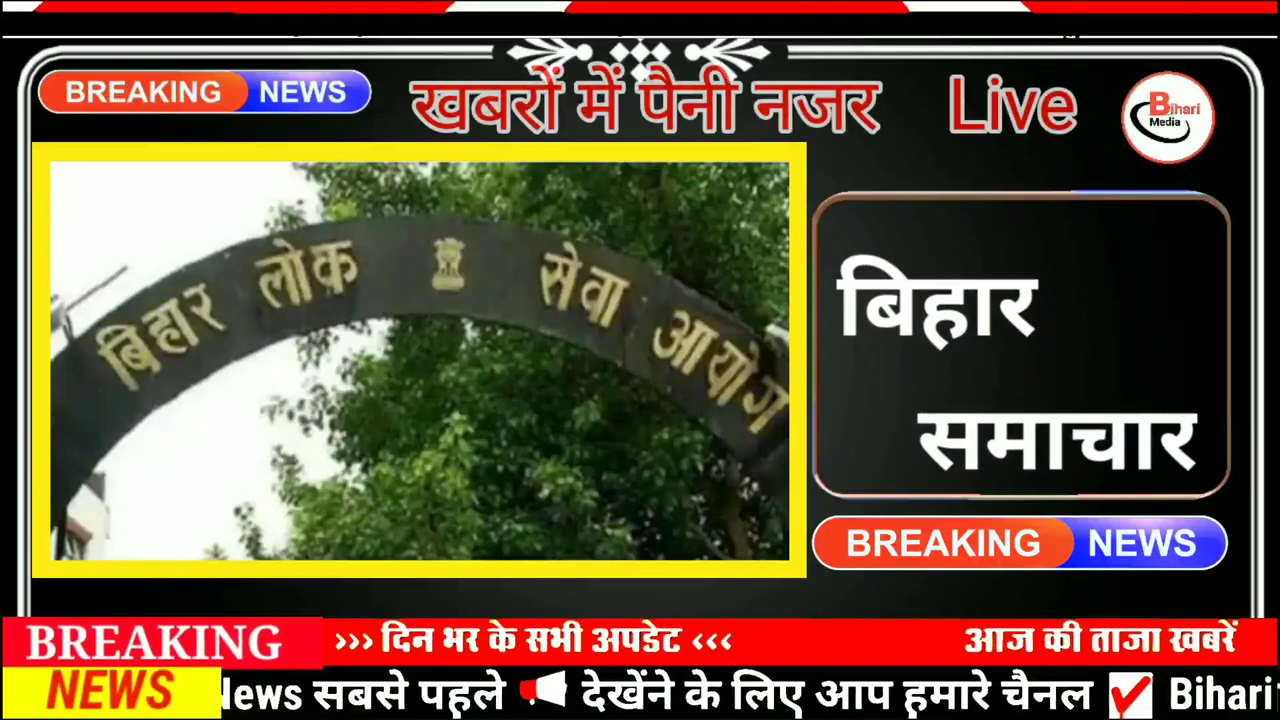 BREAKING NEWS
खबरों में पैनी नजर
Live
Bihari
Media
बिहार लोक सेवा आयोग
बिहार
समाचार
BREAKING NEWS
BREAKING
NEWS
››› दिन भर के सभी अपडेट ‹‹‹
आज की ताजा खबरें
News सबसे पहले देखेंने के लिए आप हमारे चैनल Bihari